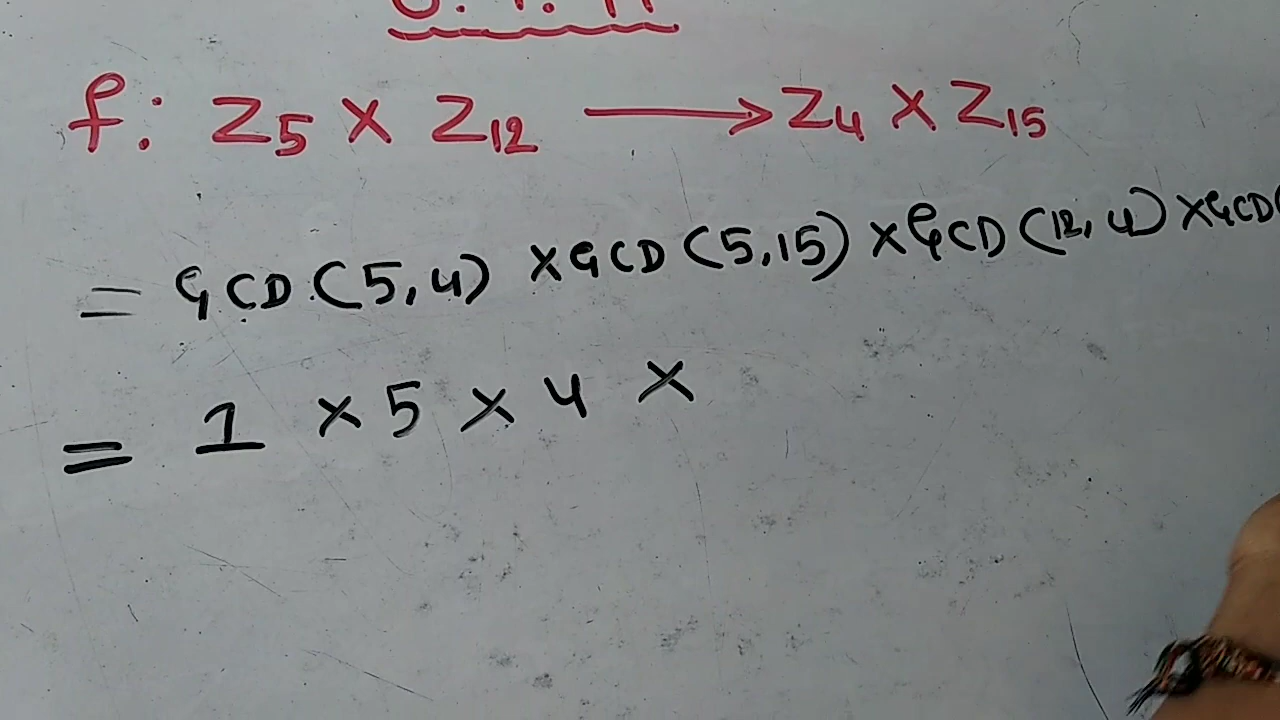 f: Z5 × Z12 → Z4 × Z15
= GCD (5,4) × GCD (5,15) × GCD (12,4) × GCD(
= 1 × 5 × 4 ×